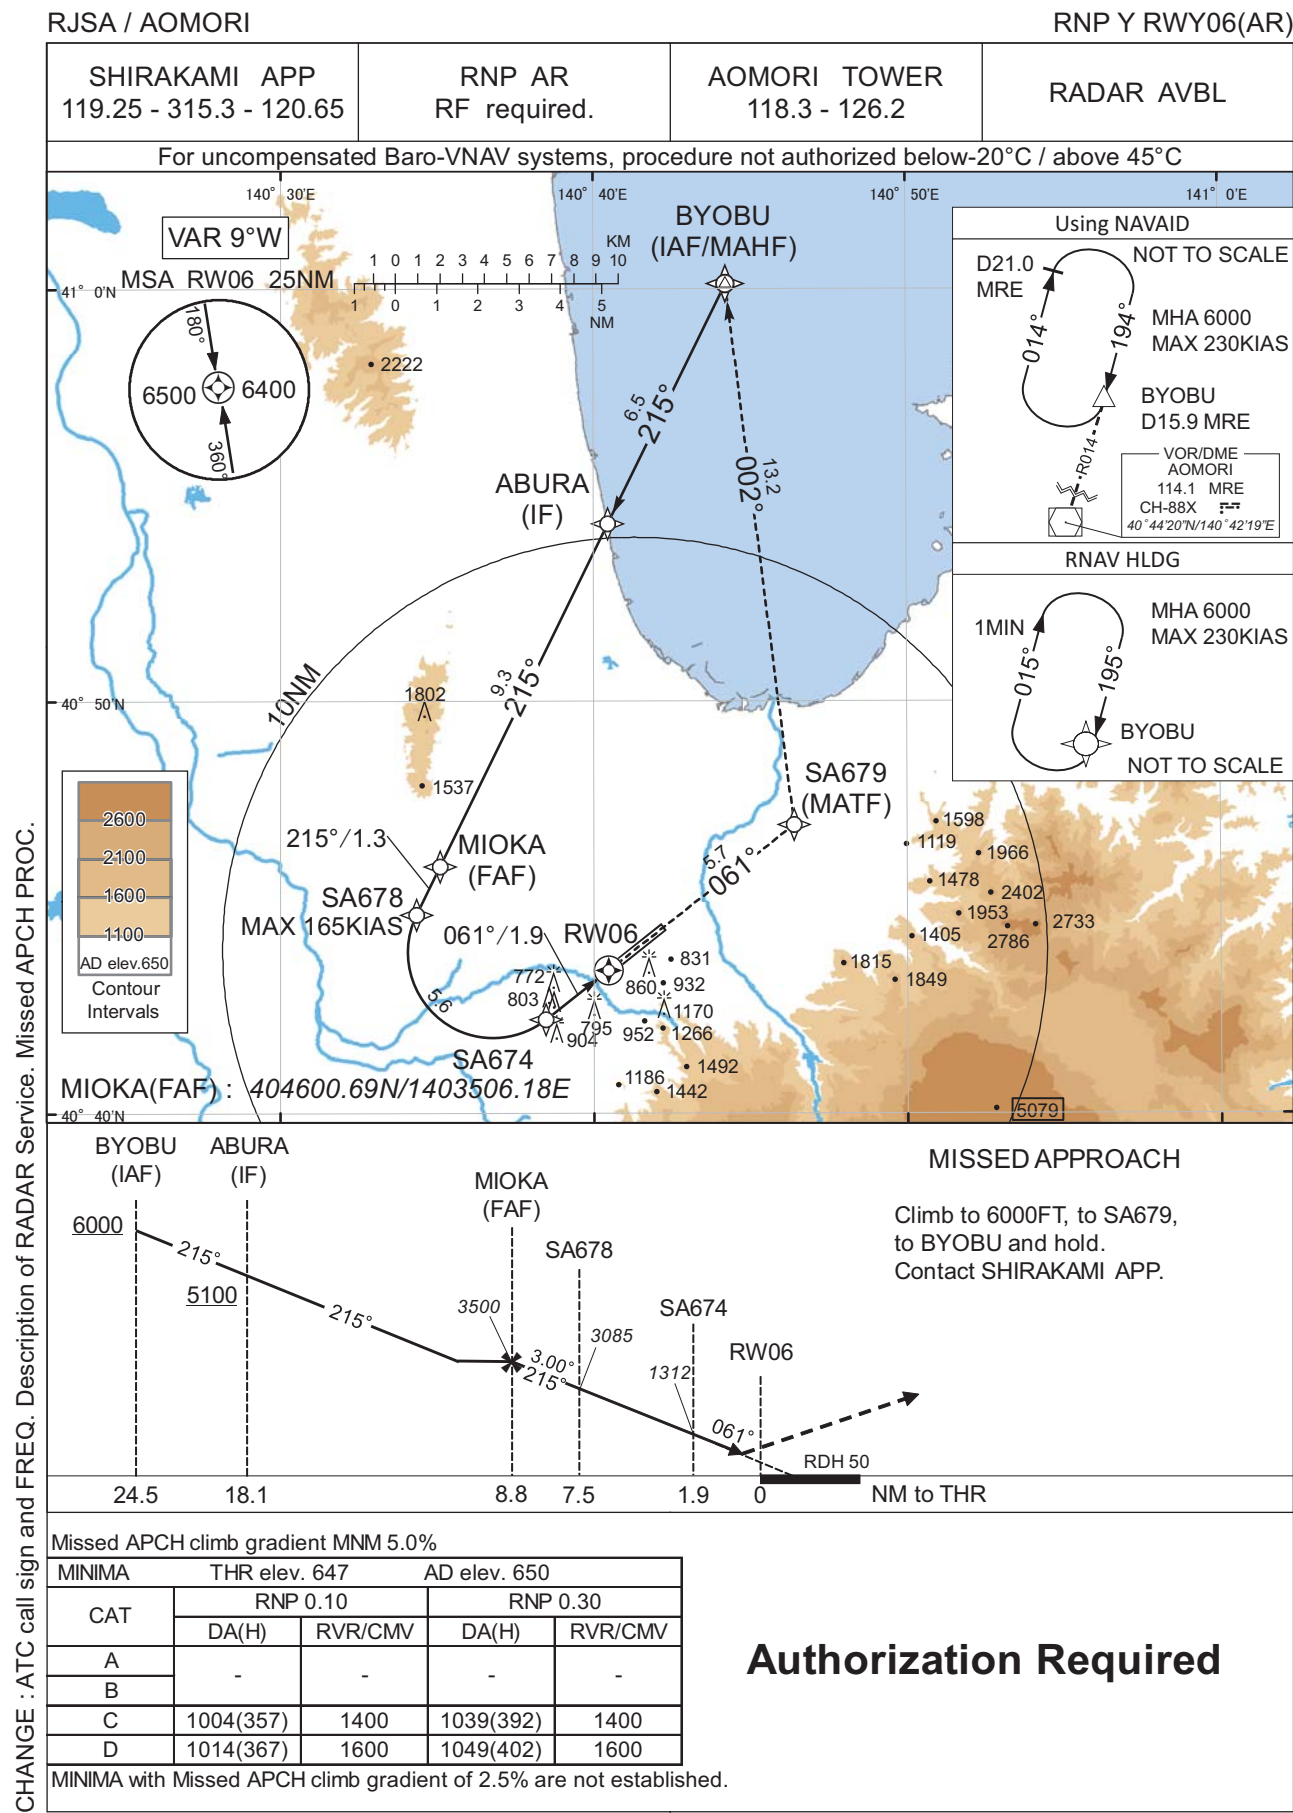 RJSA / AOMORI
RNP Y RWY06(AR)
SHIRAKAMI APP
119.25 - 315.3 - 120.65
RNP AR
RF required.
AOMORI TOWER
118.3 - 126.2
RADAR AVBL
For uncompensated Baro-VNAV systems, procedure not authorized below-20°C / above 45°C
140° 30'E
140° 40'E
140° 50'E
141° 0'E
VAR 9°W
MSA RW06 25NM
180°
6500
6400
360°
KM
1 0 1 2 3 4 5 6 7 8 9 10
1 0 1 2 3 4 5
NM
41° 0'N
2222
BYOBU
(IAF/MAHF)
6.5
215°
13.2
002°
ABURA
(IF)
Using NAVAID
NOT TO SCALE
D21.0
MRE
014°
194°
MHA 6000
MAX 230KIAS
BYOBU
D15.9 MRE
R014
VOR/DME
AOMORI
114.1 MRE
CH-88X
40°44'20"N/140°42'19"E
RNAV HLDG
1MIN
015°
195°
MHA 6000
MAX 230KIAS
BYOBU
NOT TO SCALE
10NM
9.3
215°
40° 50'N
1802
1537
SA679
(MATF)
2600
2100
1600
1100
AD elev.650
Contour
Intervals
215°/1.3
MIOKA
(FAF)
SA678
MAX 165KIAS
5.7
061°
061°/1.9
RW06
5.6
SA674
772
803
904
795
831
860
932
1170
952
1266
1492
1186
1442
1598
1119
1966
1478
2402
1953
2733
2786
1405
1815
1849
5079
MIOKA(FAF) : 404600.69N/1403506.18E
40° 40'N
BYOBU
(IAF)
ABURA
(IF)
MIOKA
(FAF)
SA678
SA674
RW06
6000
215°
5100
215°
3500
3.00°
215°
3085
1312
061°
RDH 50
24.5
18.1
8.8
7.5
1.9
0
NM to THR
MISSED APPROACH
Climb to 6000FT, to SA679,
to BYOBU and hold.
Contact SHIRAKAMI APP.
Missed APCH climb gradient MNM 5.0%
MINIMA THR elev. 647 AD elev. 650
CAT RNP 0.10 RNP 0.30
DA(H) RVR/CMV DA(H) RVR/CMV
A
B
- - - -
C 1004(357) 1400 1039(392) 1400
D 1014(367) 1600 1049(402) 1600
MINIMA with Missed APCH climb gradient of 2.5% are not established.
Authorization Required
CHANGE : ATC call sign and FREQ. Description of RADAR Service. Missed APCH PROC.